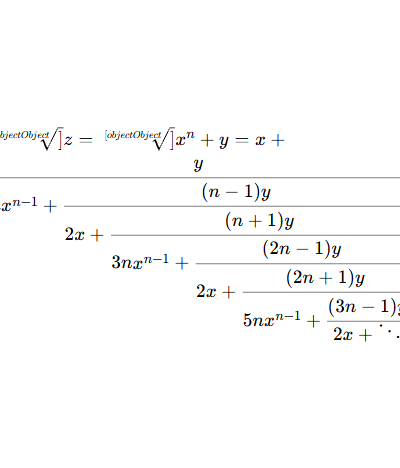 [objectObject√]z = [objectObject√]xⁿ + y = x +
y
xⁿ⁻¹ + (n − 1)y
2x + (n + 1)y
3nxⁿ⁻¹ + (2n − 1)y
2x + (2n + 1)y
5nxⁿ⁻¹ + (3n − 1)y
2x + ⋱